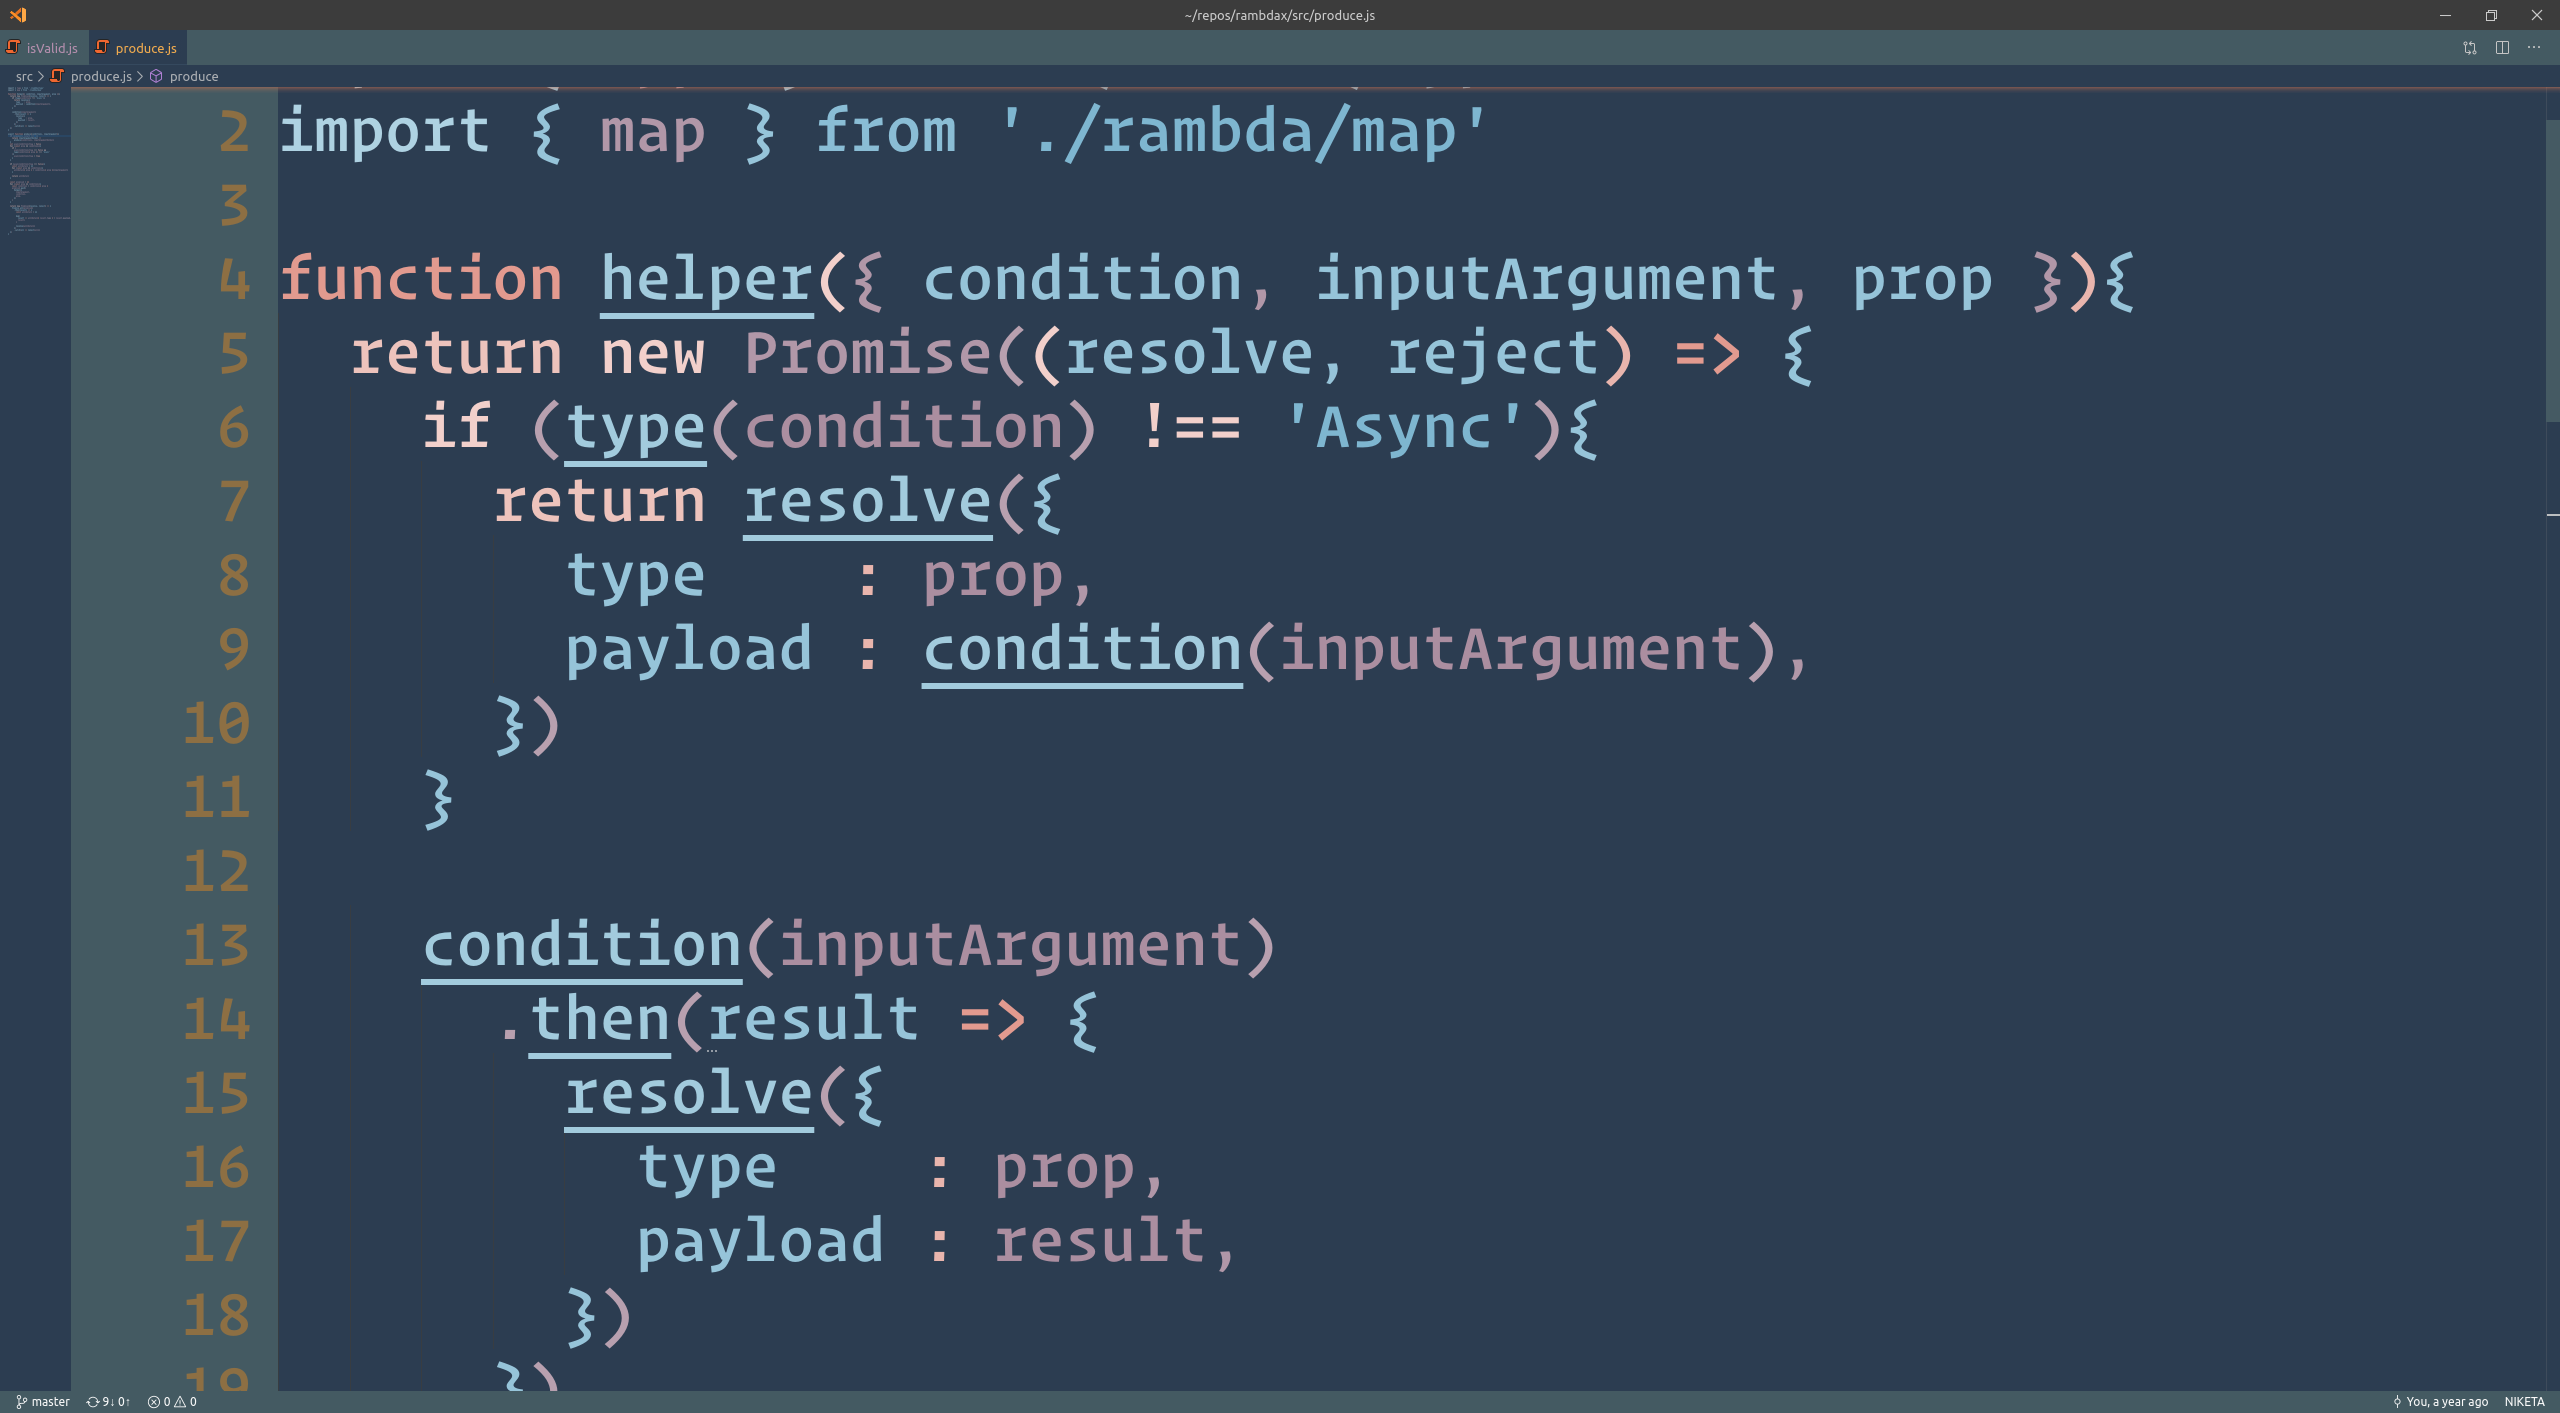 ~/repos/rambdax/src/produce.js
isValid.js produce.js
src > produce.js > produce
2 import { map } from './rambda/map'
3
4 function helper({ condition, inputArgument, prop }){
5   return new Promise((resolve, reject) => {
6     if (type(condition) !== 'Async'){
7       return resolve({
8         type    : prop,
9         payload : condition(inputArgument),
10       })
11     }
12
13     condition(inputArgument)
14       .then(result => {
15         resolve({
16           type    : prop,
17           payload : result,
18         })
19       })
master 9↓ 0↑ 0 0 You, a year ago NIKETA